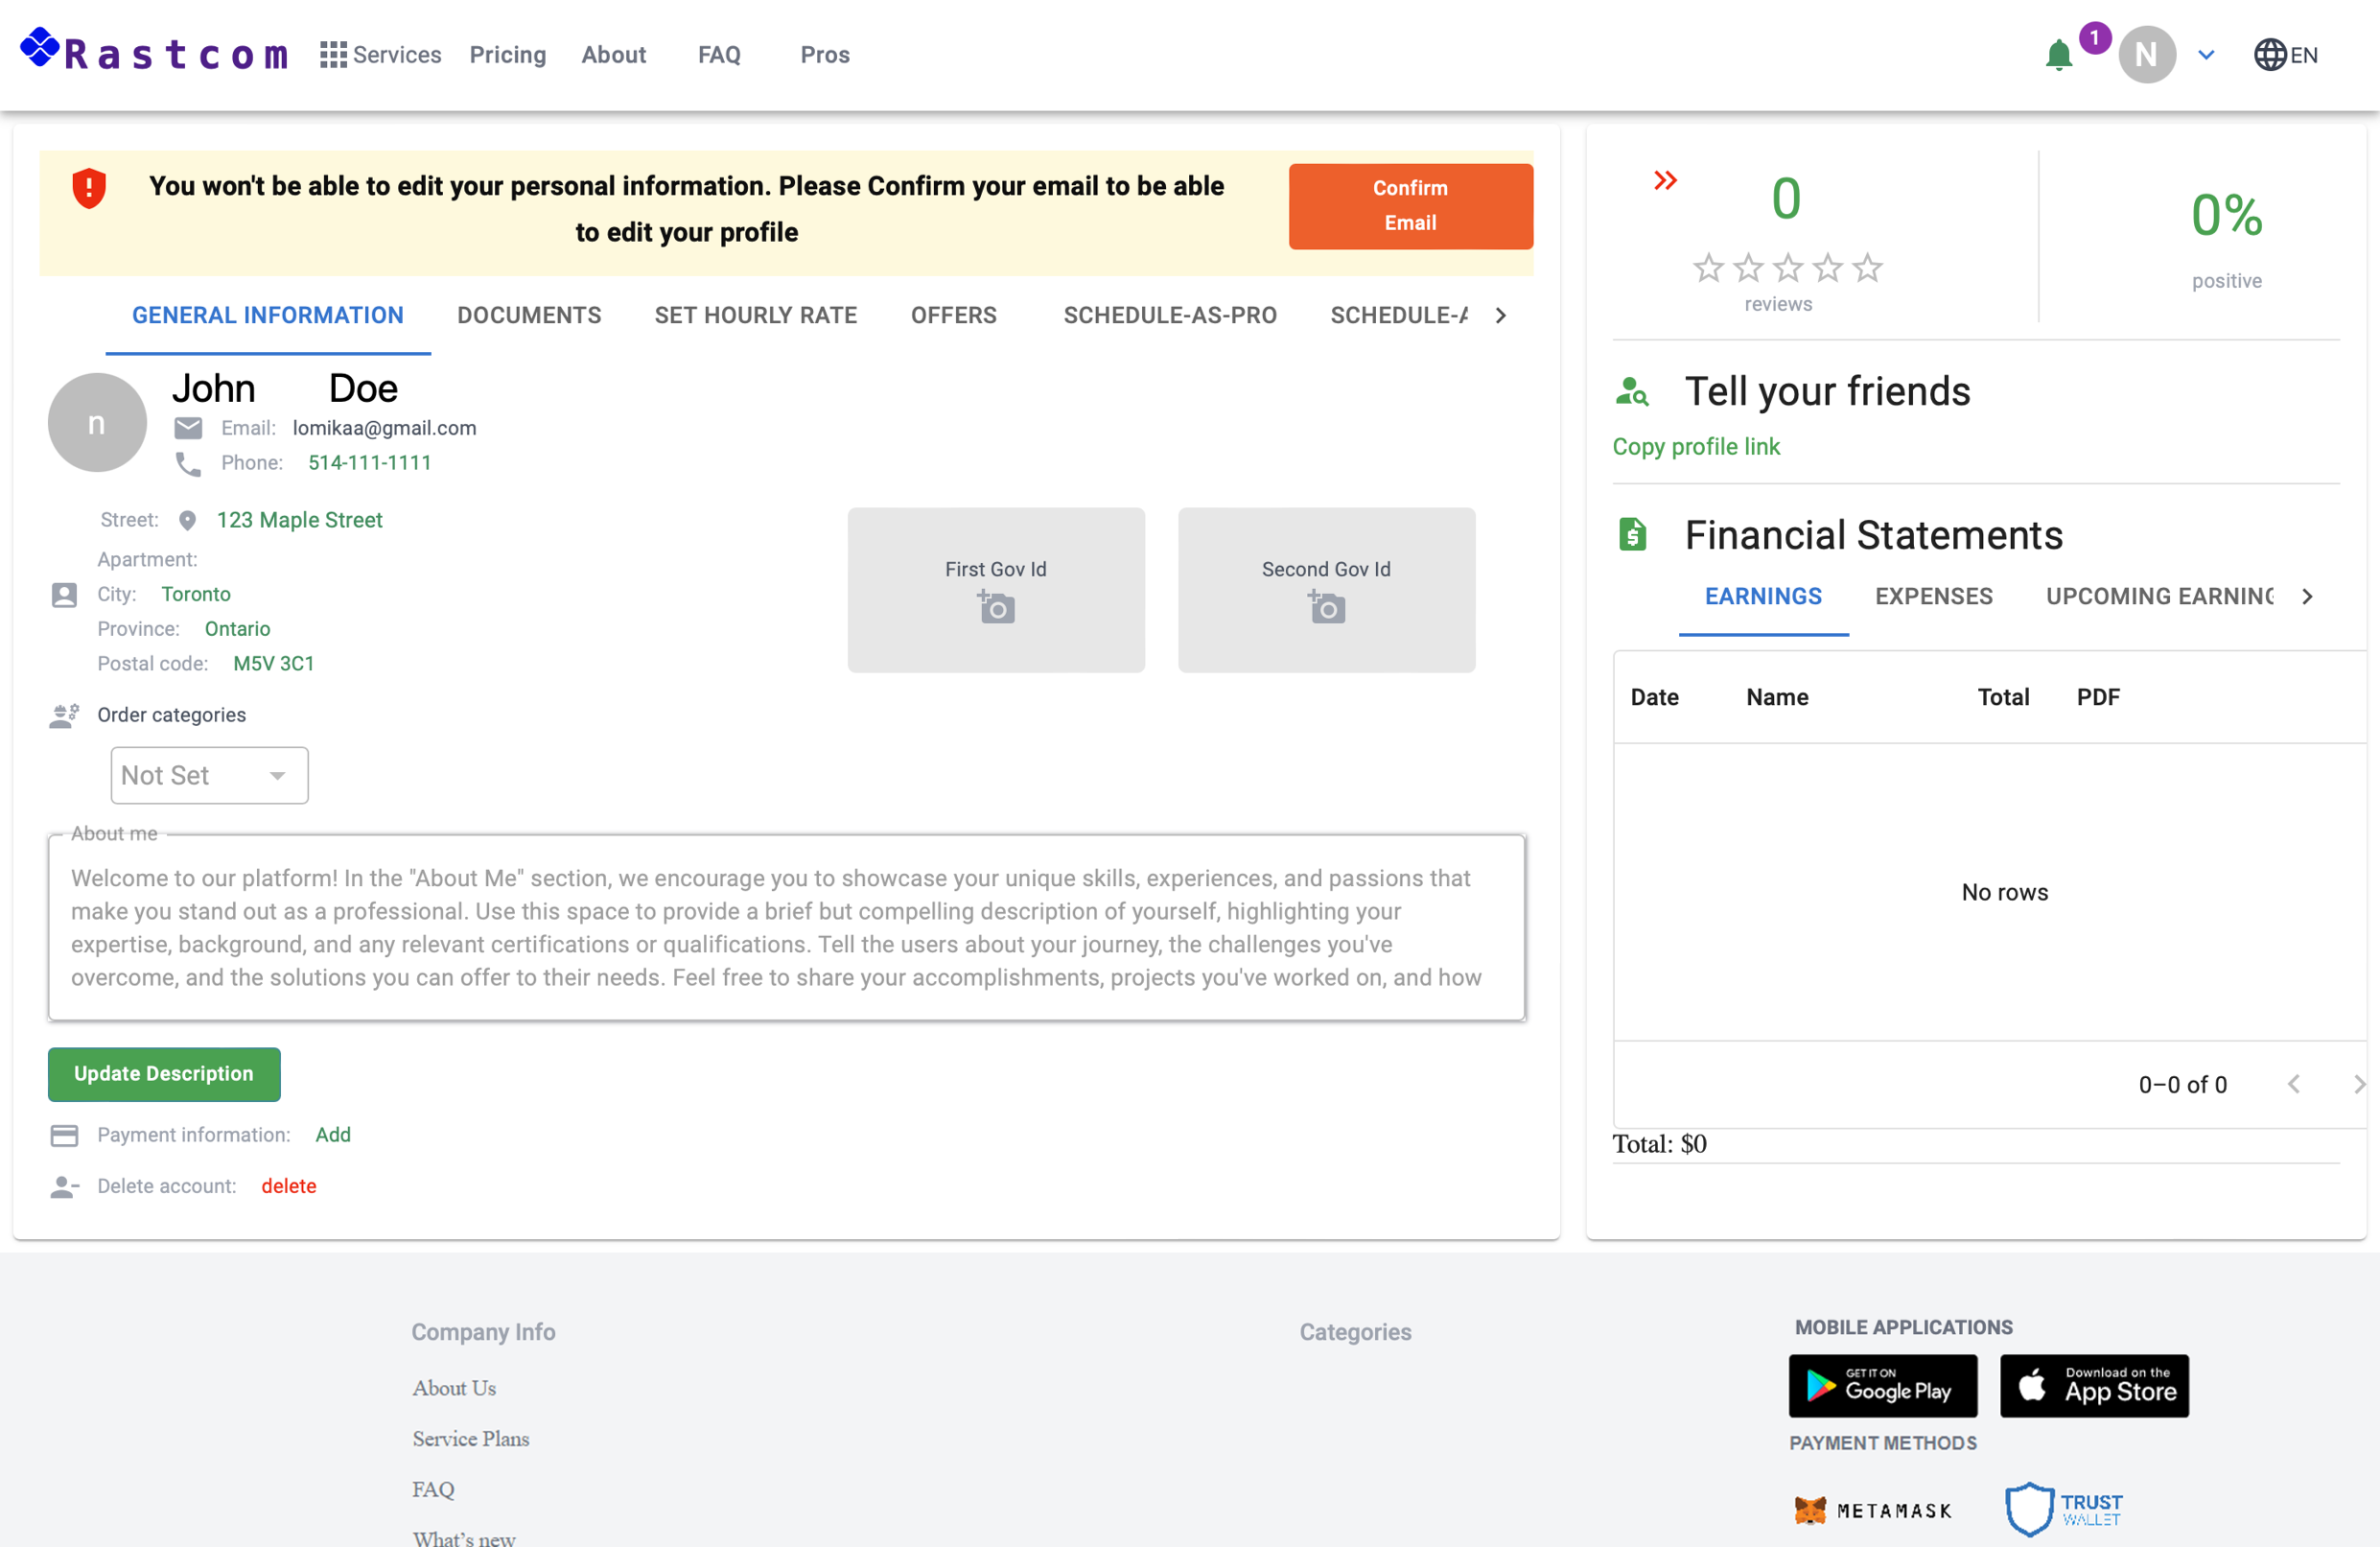 Rastcom Services Pricing About FAQ Pros 1 N EN
You won't be able to edit your personal information. Please Confirm your email to be able
to edit your profile
Confirm
Email
GENERAL INFORMATION DOCUMENTS SET HOURLY RATE OFFERS SCHEDULE-AS-PRO SCHEDULE-A
n
John Doe
Email: lomikaa@gmail.com
Phone: 514-111-1111
Street: 123 Maple Street
Apartment:
City: Toronto
Province: Ontario
Postal code: M5V 3C1
First Gov Id
Second Gov Id
Order categories
Not Set
About me
Welcome to our platform! In the "About Me" section, we encourage you to showcase your unique skills, experiences, and passions that
make you stand out as a professional. Use this space to provide a brief but compelling description of yourself, highlighting your
expertise, background, and any relevant certifications or qualifications. Tell the users about your journey, the challenges you've
overcome, and the solutions you can offer to their needs. Feel free to share your accomplishments, projects you've worked on, and how
Update Description
Payment information: Add
Delete account: delete
0
reviews
0%
positive
Tell your friends
Copy profile link
Financial Statements
EARNINGS EXPENSES UPCOMING EARNING
Date Name Total PDF
No rows
0–0 of 0
Total: $0
Company Info
About Us
Service Plans
FAQ
What's new
Categories
MOBILE APPLICATIONS
GET IT ON
Google Play
Download on the
App Store
PAYMENT METHODS
METAMASK
TRUST
WALLET